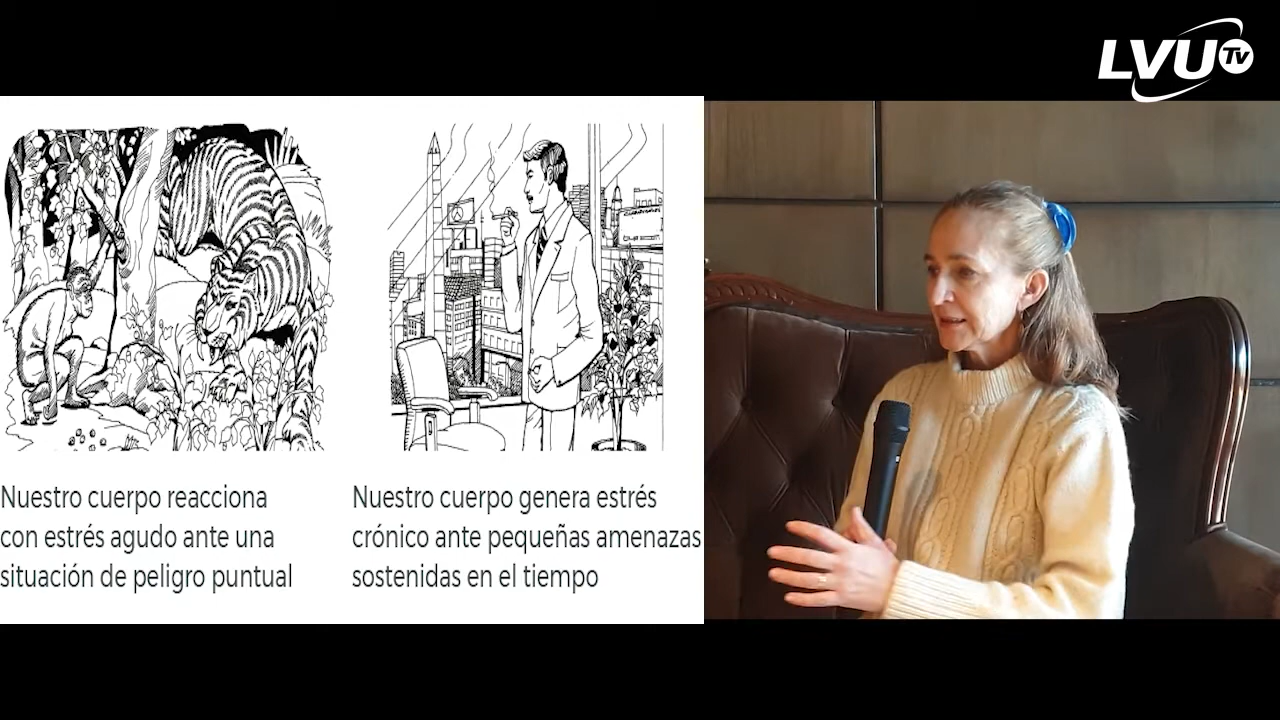 LVU TV
Nuestro cuerpo reacciona
con estrés agudo ante una
situación de peligro puntual
Nuestro cuerpo genera estrés
crónico ante pequeñas amenazas
sostenidas en el tiempo